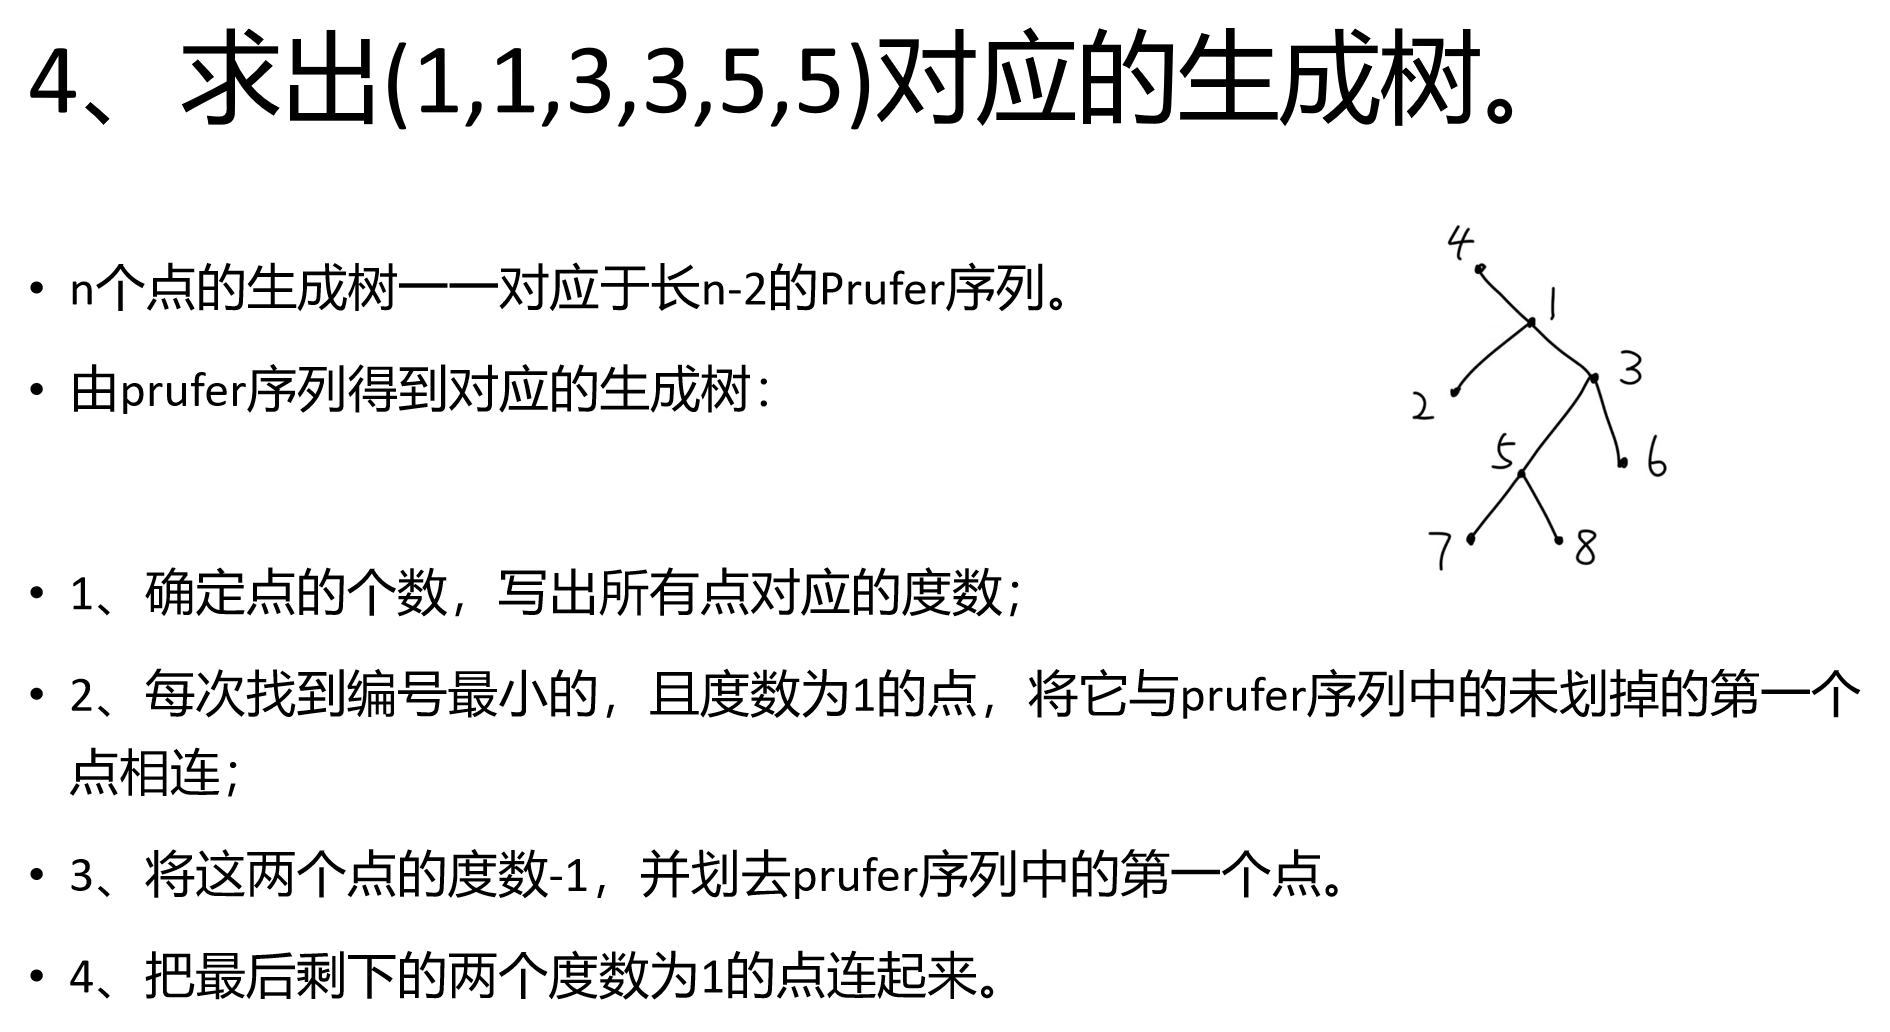 4、求出(1,1,3,3,5,5)对应的生成树。
• n个点的生成树一一对应于长n-2的Prufer序列。
• 由prufer序列得到对应的生成树：
4
1
3
2
5
6
7
8
• 1、确定点的个数，写出所有点对应的度数；
• 2、每次找到编号最小的，且度数为1的点，将它与prufer序列中的未划掉的第一个
点相连；
• 3、将这两个点的度数-1，并划去prufer序列中的第一个点。
• 4、把最后剩下的两个度数为1的点连起来。